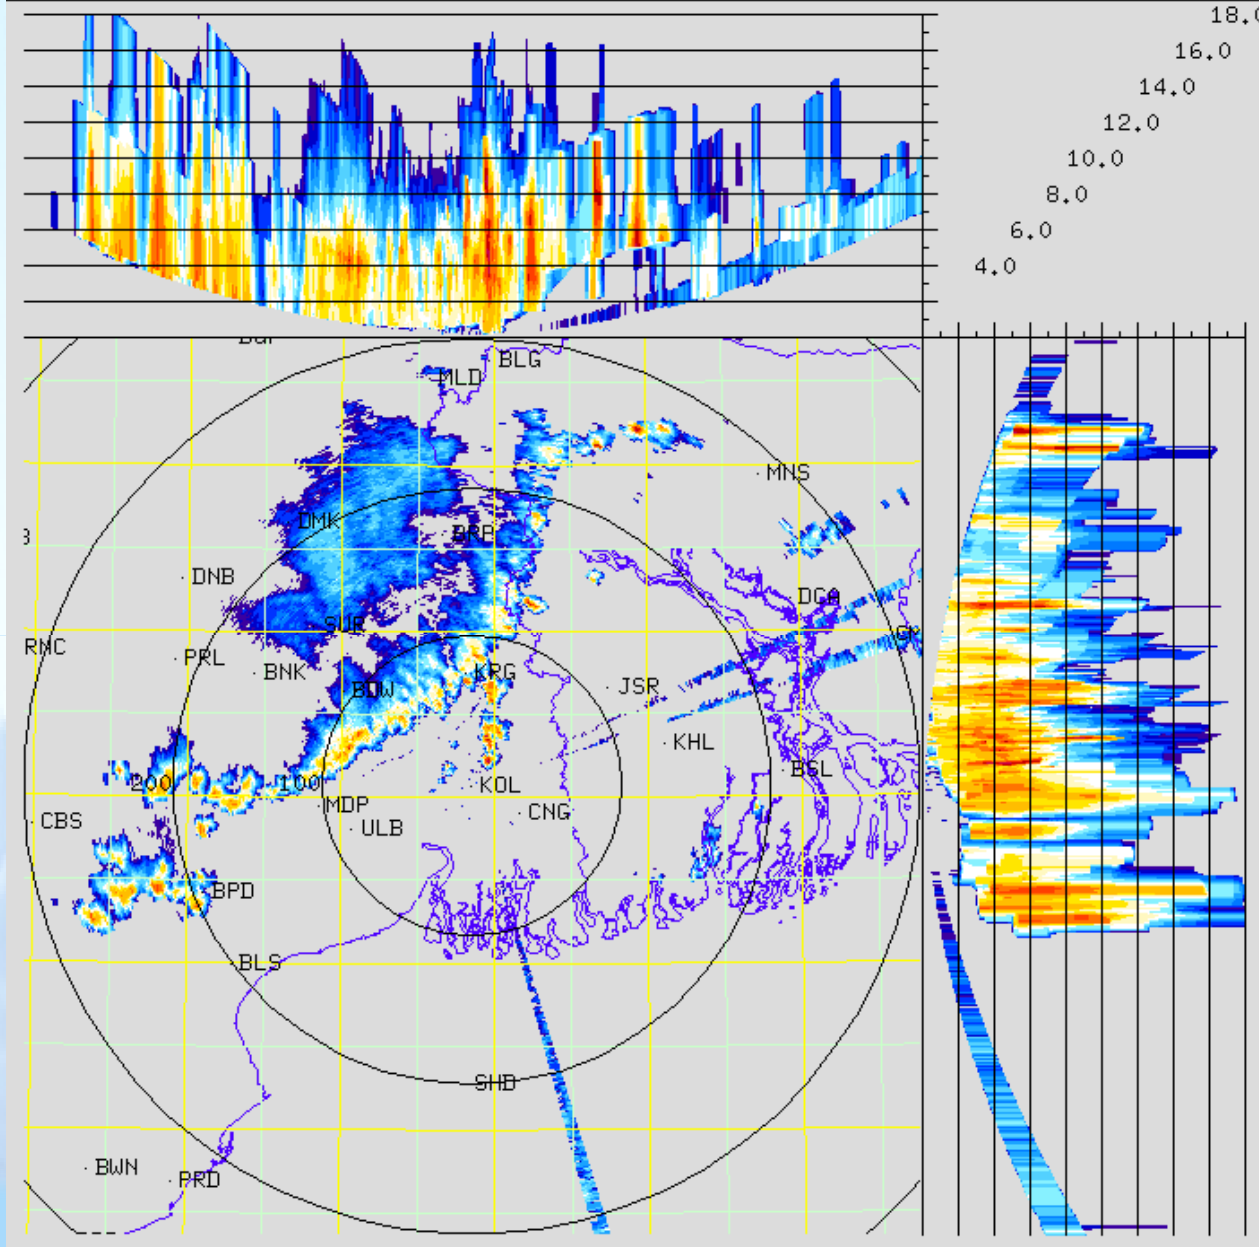 18.0
16.0
14.0
12.0
10.0
8.0
6.0
4.0
BLG
MLD
MNS
DMK
BRP
DNB
DGA
SUR
RNC
PRL
BNK
KRG
BDW
JSR
KHL
BSL
200
100
KOL
MDP
CNG
CBS
ULB
BPD
BLS
SHD
BWN
PRD